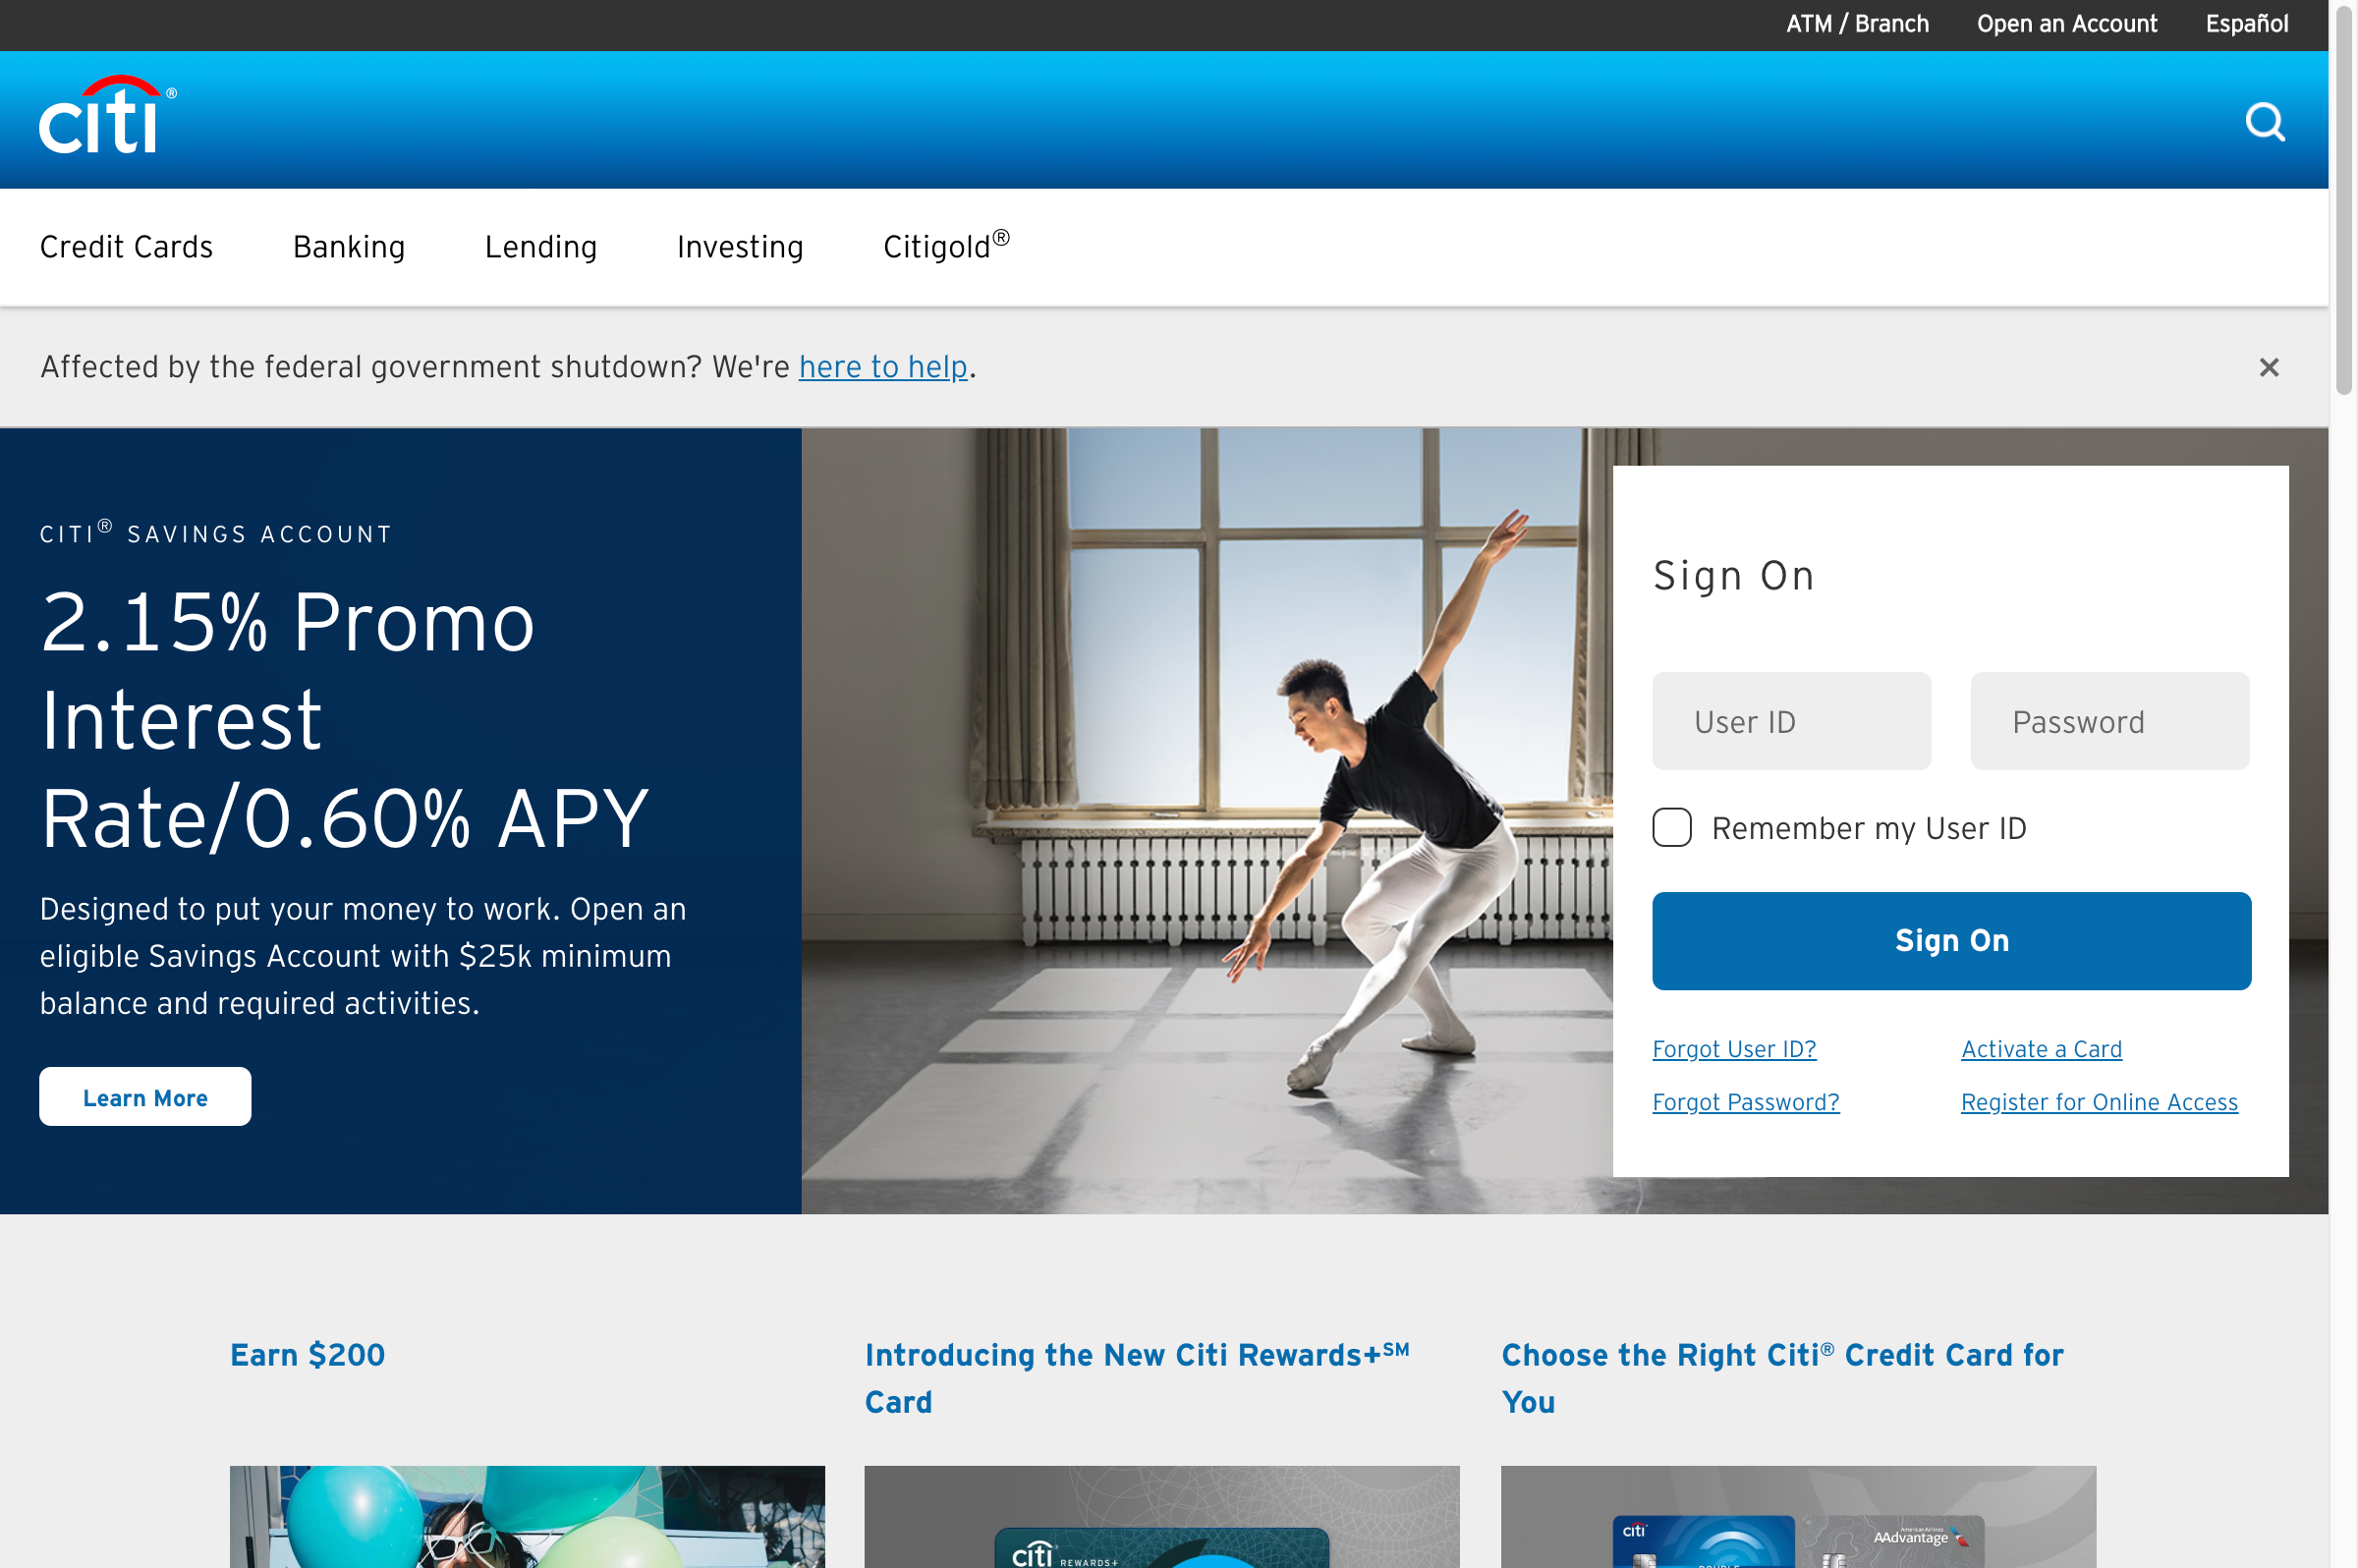 ATM / Branch
Open an Account
Español
citi®
Credit Cards
Banking
Lending
Investing
Citigold®
Affected by the federal government shutdown? We're here to help.
CITI® SAVINGS ACCOUNT
2.15% Promo
Interest
Rate/0.60% APY
Designed to put your money to work. Open an
eligible Savings Account with $25k minimum
balance and required activities.
Learn More
Sign On
User ID
Password
Remember my User ID
Sign On
Forgot User ID?
Activate a Card
Forgot Password?
Register for Online Access
Earn $200
Introducing the New Citi Rewards+℠
Card
Choose the Right Citi® Credit Card for
You
citi
REWARDS+
citi
American Airlines
AAdvantage